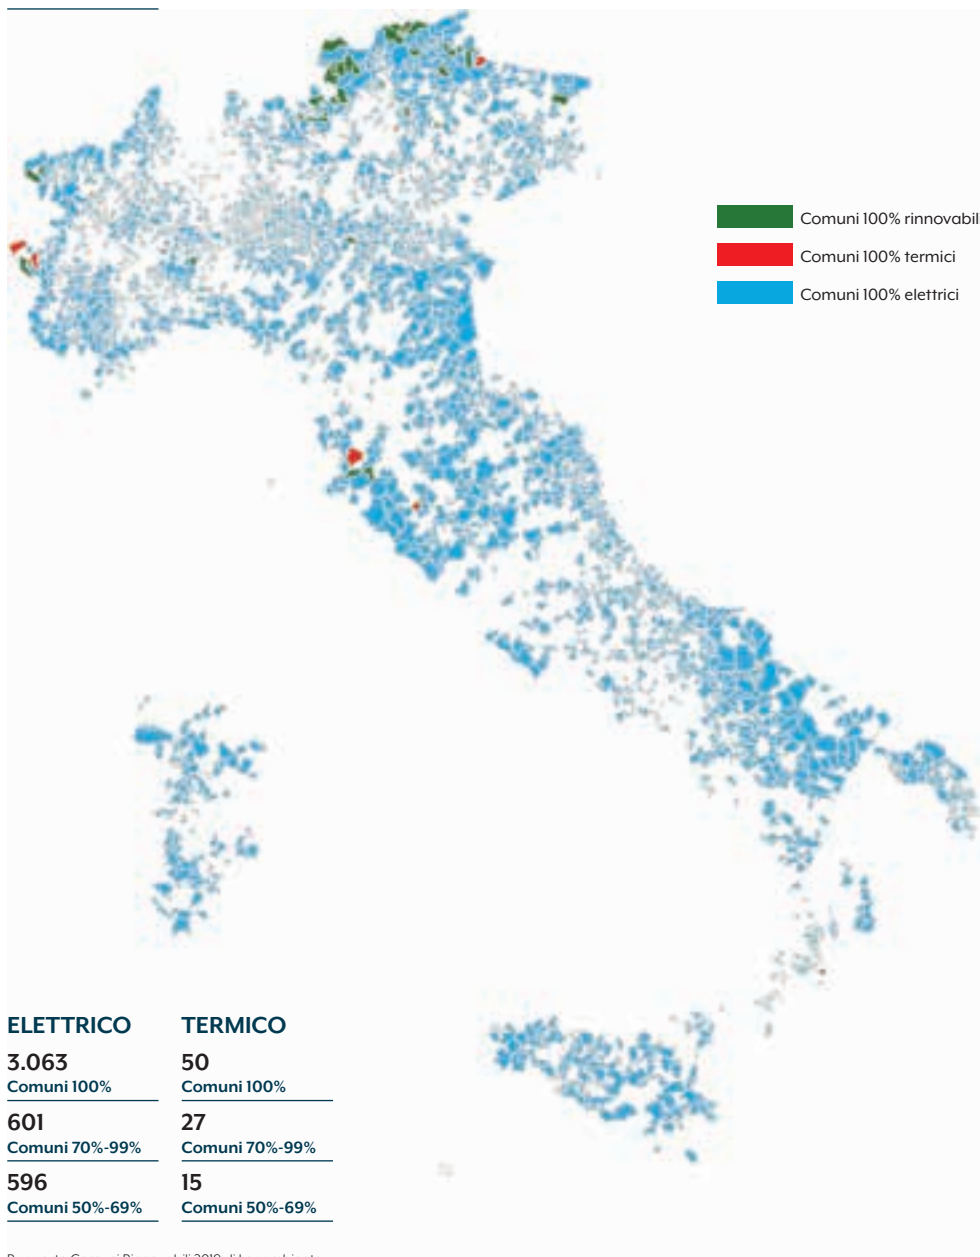 Comuni 100% rinnovabil
Comuni 100% termici
Comuni 100% elettrici
ELETTRICO
3.063
Comuni 100%
601
Comuni 70%-99%
596
Comuni 50%-69%
TERMICO
50
Comuni 100%
27
Comuni 70%-99%
15
Comuni 50%-69%